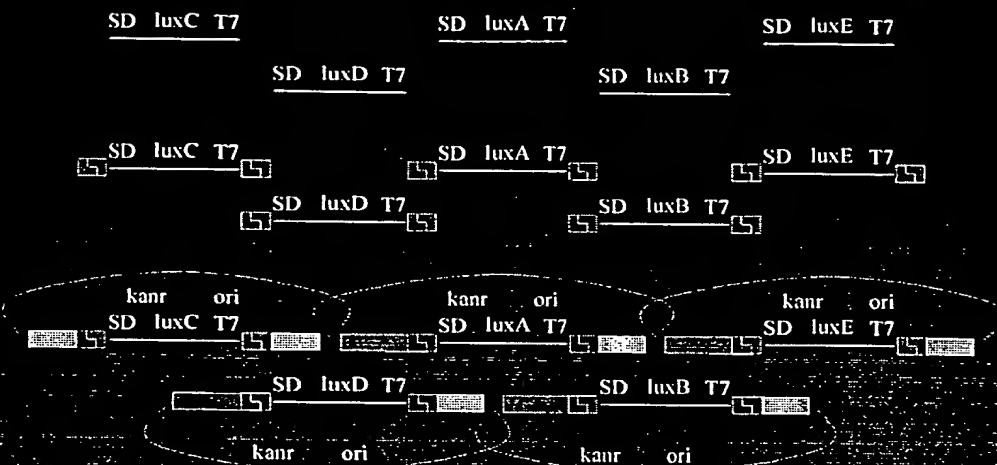 SD luxC T7 SD luxA T7 SD luxE T7
SD luxD T7 SD luxB T7
SD luxC T7 SD luxA T7 SD luxE T7
SD luxD T7 SD luxB T7
kanr ori kanr ori kanr ori
SD luxC T7 SD luxA T7 SD luxE T7
SD luxD T7 SD luxB T7
kanr ori kanr ori